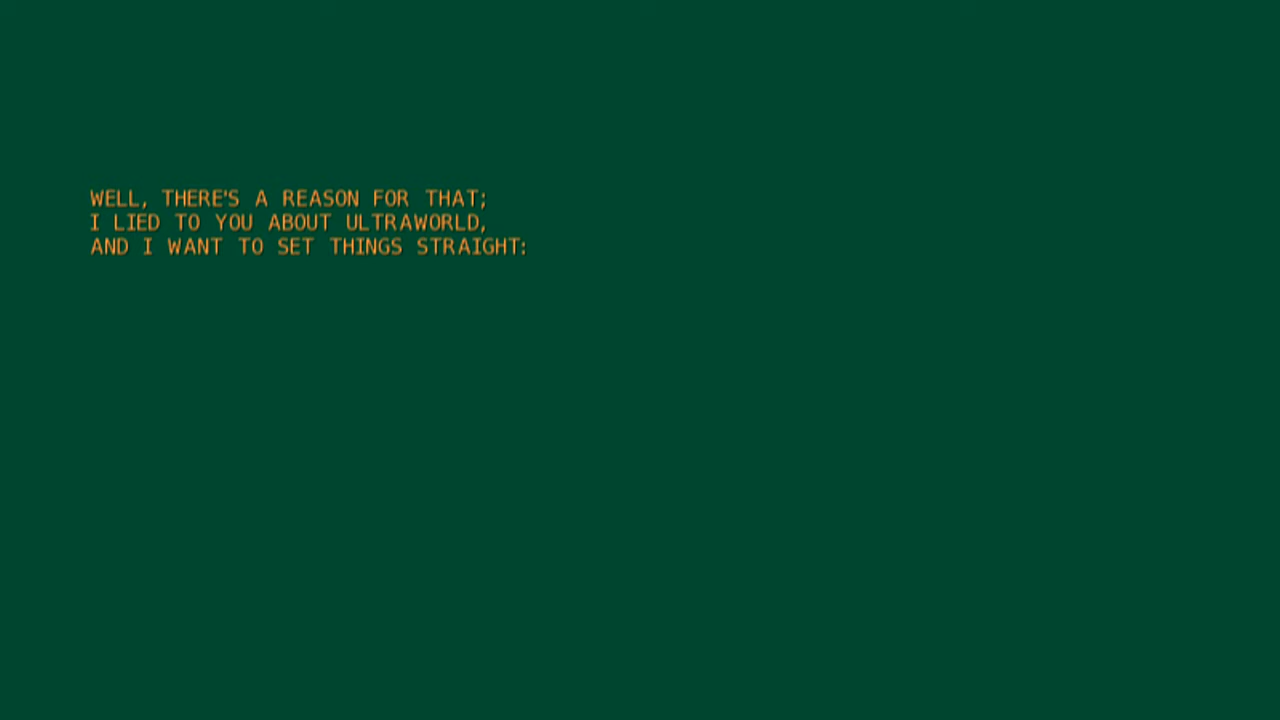 WELL, THERE'S A REASON FOR THAT;
I LIED TO YOU ABOUT ULTRAWORLD,
AND I WANT TO SET THINGS STRAIGHT: